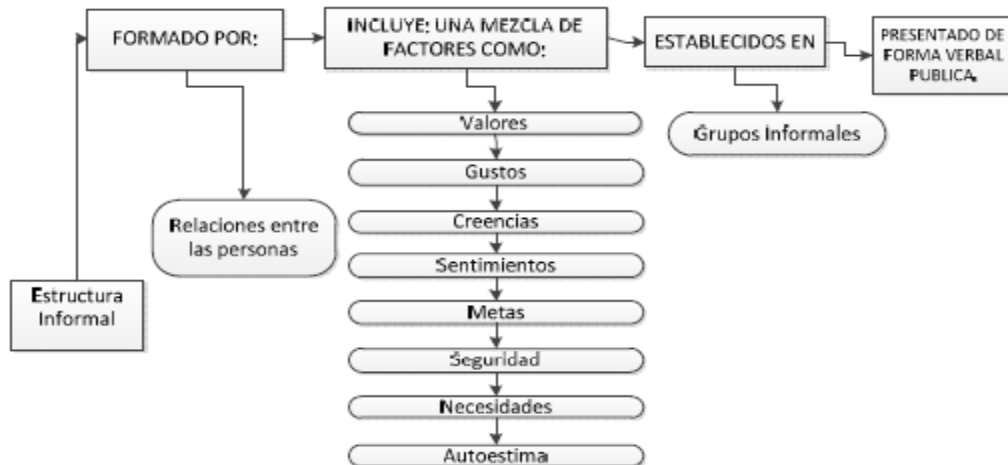 FORMADO POR:
INCLUYE: UNA MEZCLA DE
FACTORES COMO:
ESTABLECIDOS EN
PRESENTADO DE
FORMA VERBAL
PUBLICA.
Valores
Grupos Informales
Gustos
Relaciones entre
las personas
Creencias
Sentimientos
Estructura
Informal
Metas
Seguridad
Necesidades
Autoestima